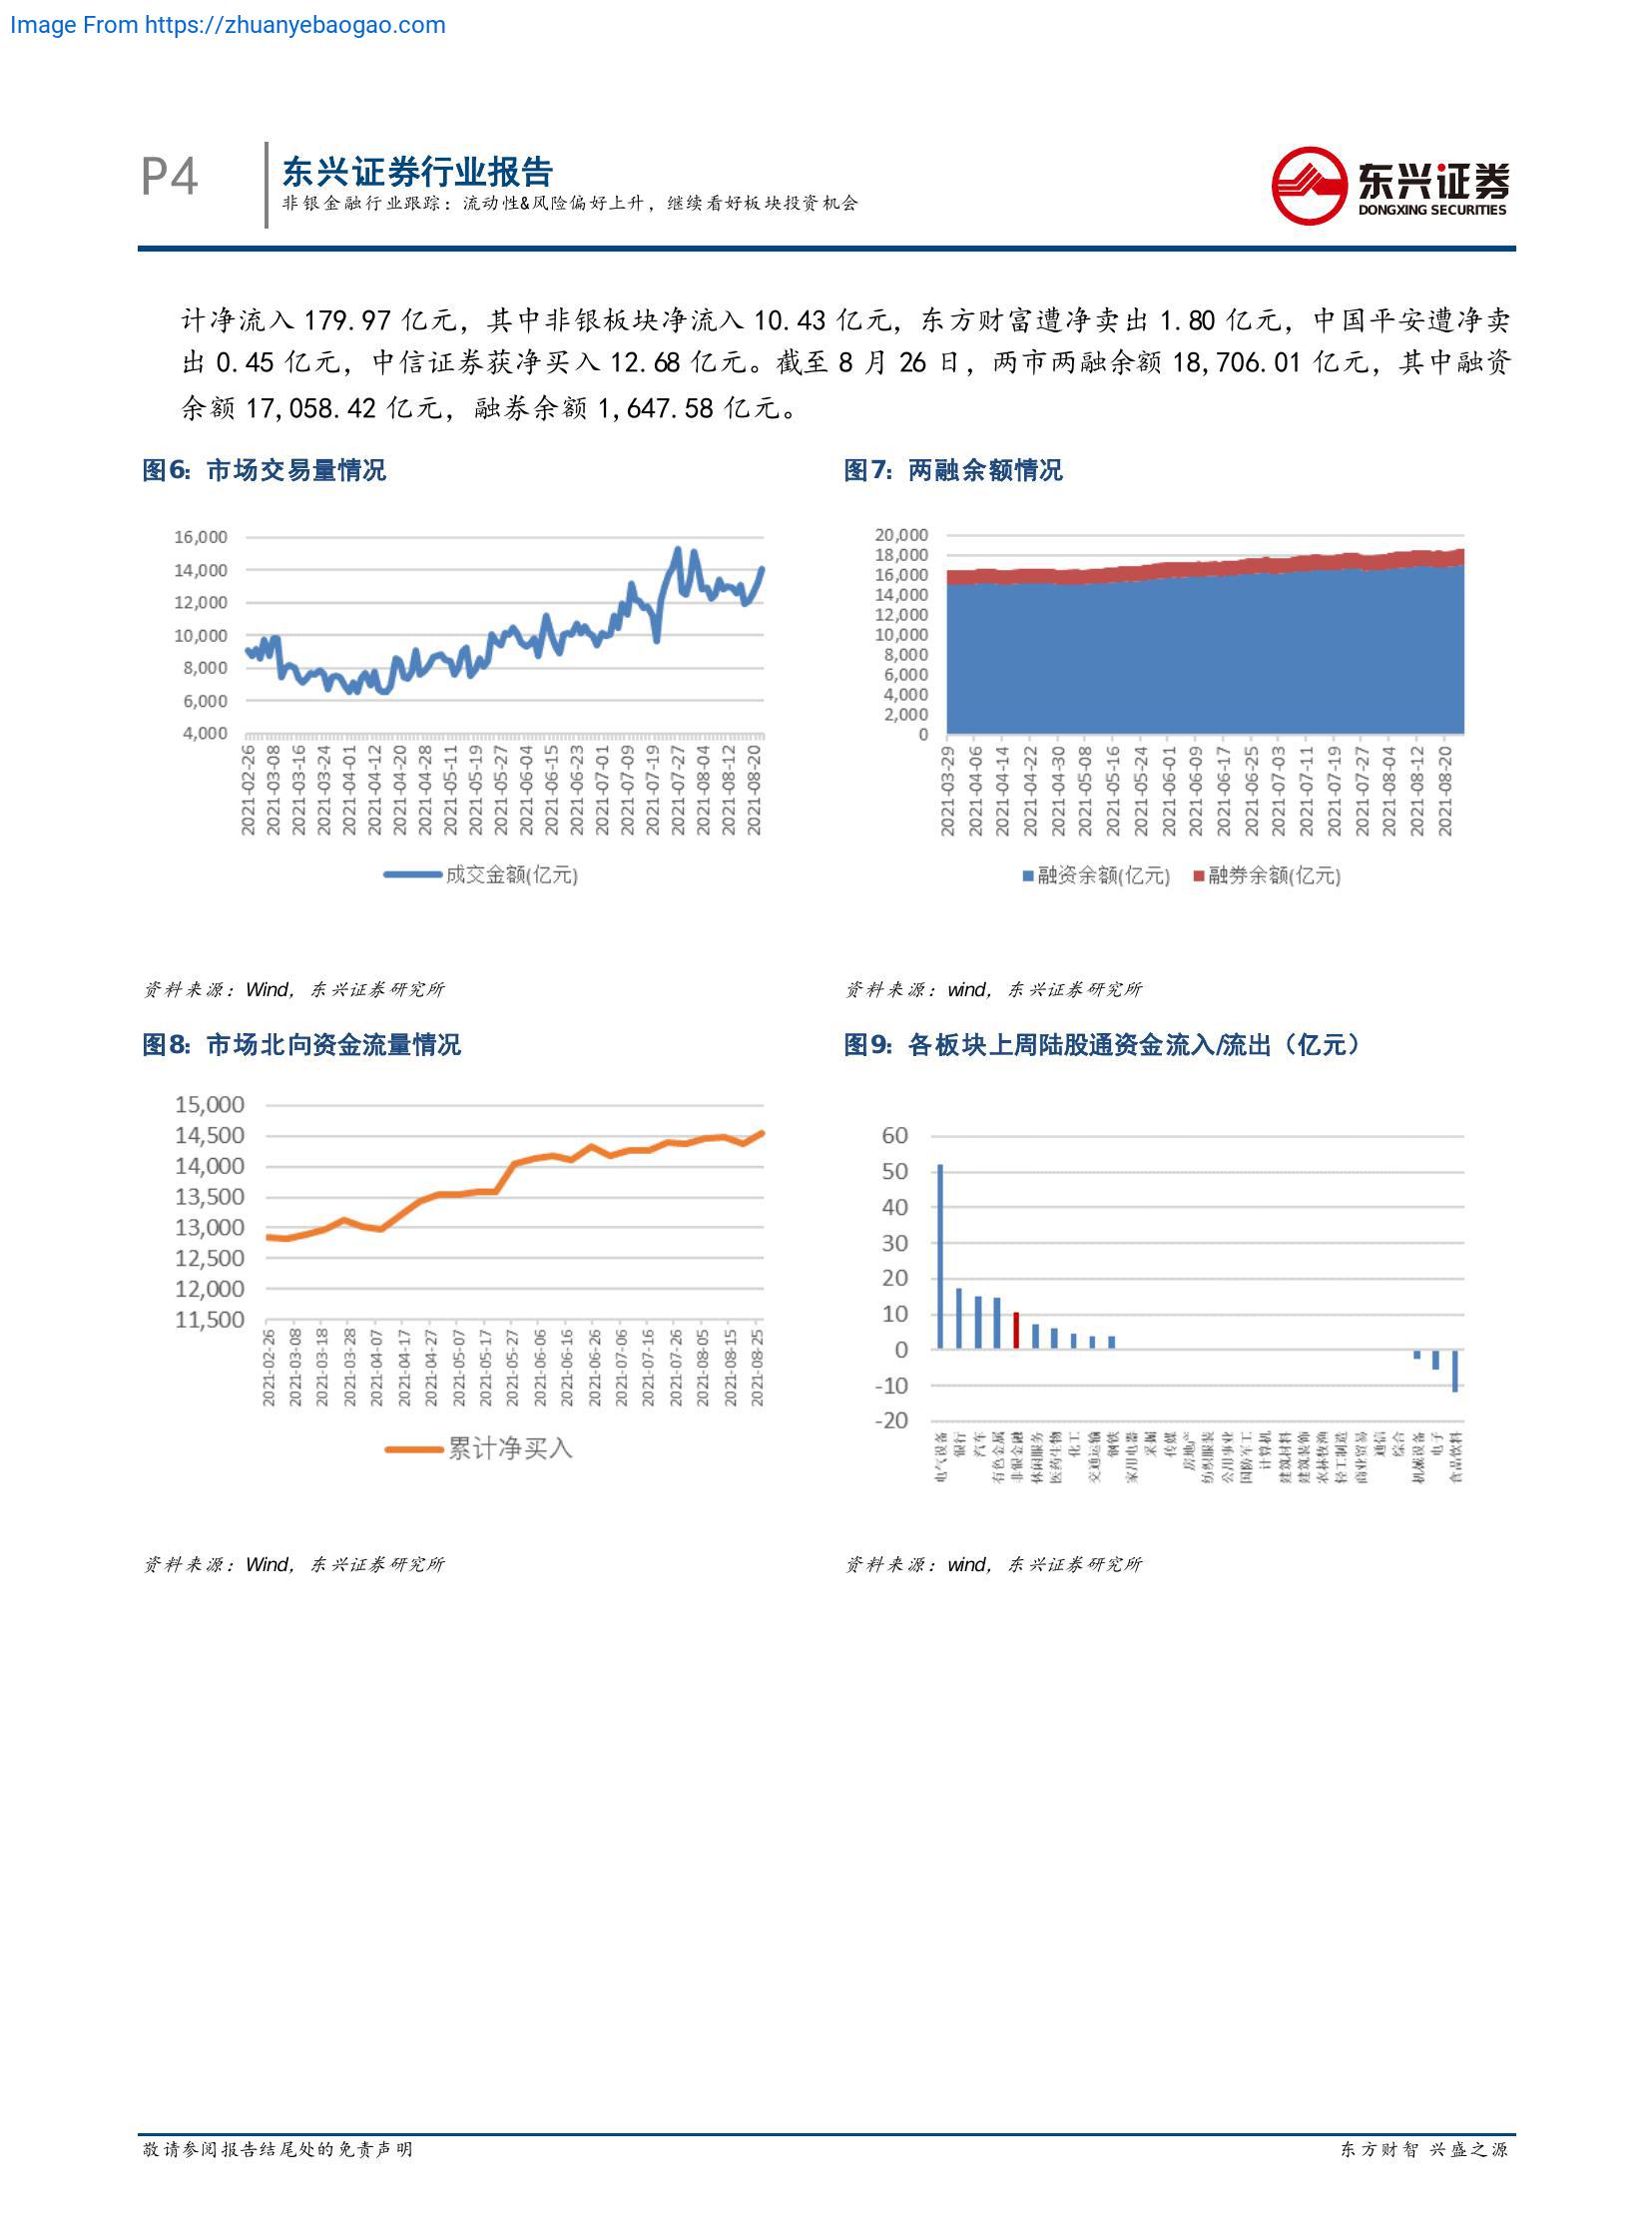 Image From https://zhuanyebaogao.com
P4
东兴证券行业报告
非银金融行业跟踪：流动性&风险偏好上升，继续看好板块投资机会
东兴证券
DONGXING SECURITIES
计净流入 179.97 亿元，其中非银板块净流入 10.43 亿元，东方财富遭净卖出 1.80 亿元，中国平安遭净卖
出 0.45 亿元，中信证券获净买入 12.68 亿元。截至 8 月 26 日，两市两融余额 18,706.01 亿元，其中融资
余额 17,058.42 亿元，融券余额 1,647.58 亿元。
图6：市场交易量情况
16,000
14,000
12,000
10,000
8,000
6,000
4,000
2021-02-26
2021-03-08
2021-03-16
2021-03-24
2021-04-01
2021-04-12
2021-04-20
2021-04-28
2021-05-11
2021-05-19
2021-05-27
2021-06-04
2021-06-15
2021-06-23
2021-07-01
2021-07-09
2021-07-19
2021-07-27
2021-08-04
2021-08-12
2021-08-20
成交金额(亿元)
资料来源：Wind，东兴证券研究所
图7：两融余额情况
20,000
18,000
16,000
14,000
12,000
10,000
8,000
6,000
4,000
2,000
0
2021-03-29
2021-04-06
2021-04-14
2021-04-22
2021-04-30
2021-05-08
2021-05-16
2021-05-24
2021-06-01
2021-06-09
2021-06-17
2021-06-25
2021-07-03
2021-07-11
2021-07-19
2021-07-27
2021-08-04
2021-08-12
2021-08-20
融资余额(亿元)
融券余额(亿元)
资料来源：wind，东兴证券研究所
图8：市场北向资金流量情况
15,000
14,500
14,000
13,500
13,000
12,500
12,000
11,500
2021-02-26
2021-03-08
2021-03-18
2021-03-28
2021-04-07
2021-04-17
2021-04-27
2021-05-07
2021-05-17
2021-05-27
2021-06-06
2021-06-16
2021-06-26
2021-07-06
2021-07-16
2021-07-26
2021-08-05
2021-08-15
2021-08-25
累计净买入
资料来源：Wind，东兴证券研究所
图9：各板块上周陆股通资金流入/流出（亿元）
60
50
40
30
20
10
0
-10
-20
电气设备
银行
汽车
有色金属
非银金融
休闲服务
医药生物
化工
交通运输
钢铁
家用电器
采掘
传媒
房地产
纺织服装
公用事业
国防军工
计算机
建筑材料
建筑装饰
农林牧渔
轻工制造
商业贸易
通信
综合
机械设备
电子
食品饮料
资料来源：wind，东兴证券研究所
敬请参阅报告结尾处的免责声明
东方财智 兴盛之源